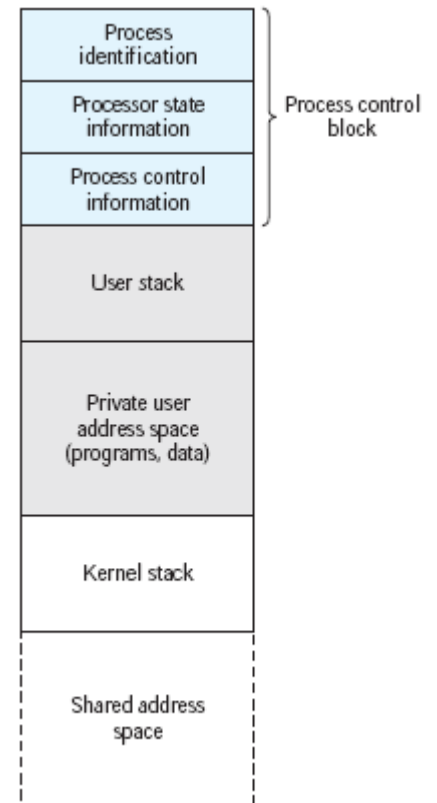 Process
identification
Processor state
information
Process control
information
Process control
block
User stack
Private user
address space
(programs, data)
Kernel stack
Shared address
space